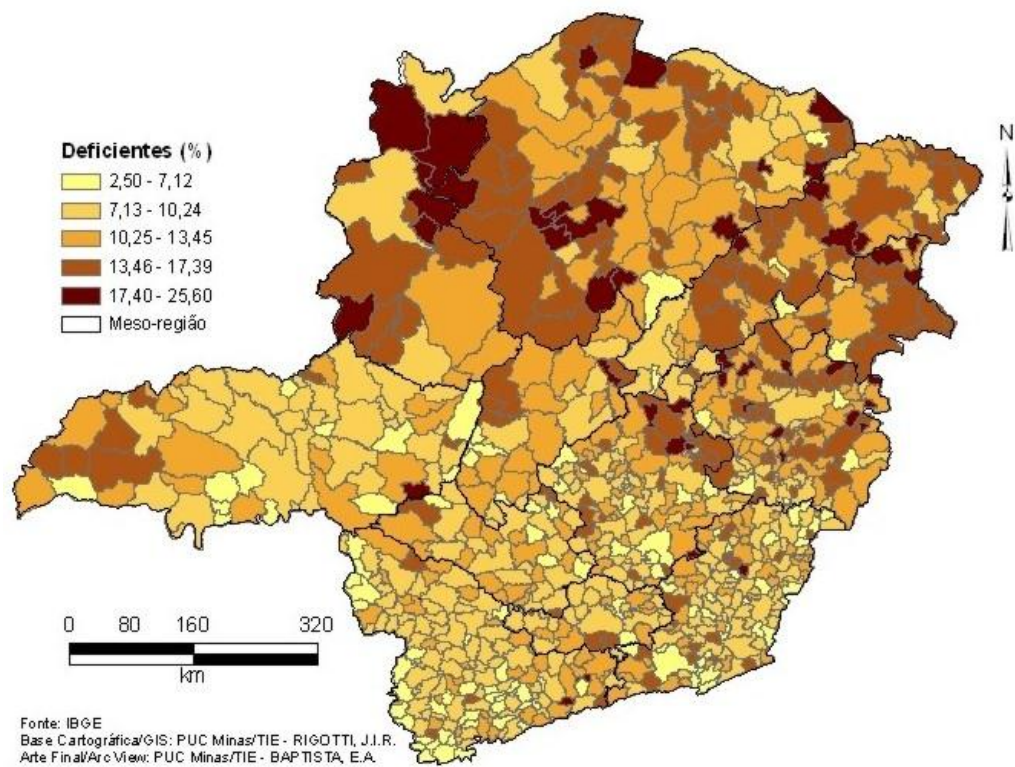 Deficientes (%)
2,50 - 7,12
7,13 - 10,24
10,25 - 13,45
13,46 - 17,39
17,40 - 25,60
Meso-região
N
0 80 160 320
km
Fonte: IBGE
Base Cartográfica/GIS: PUC Minas/TIE - RIGOTTI, J.I.R.
Arte Final/Arc View: PUC Minas/TIE - BAPTISTA, E.A.